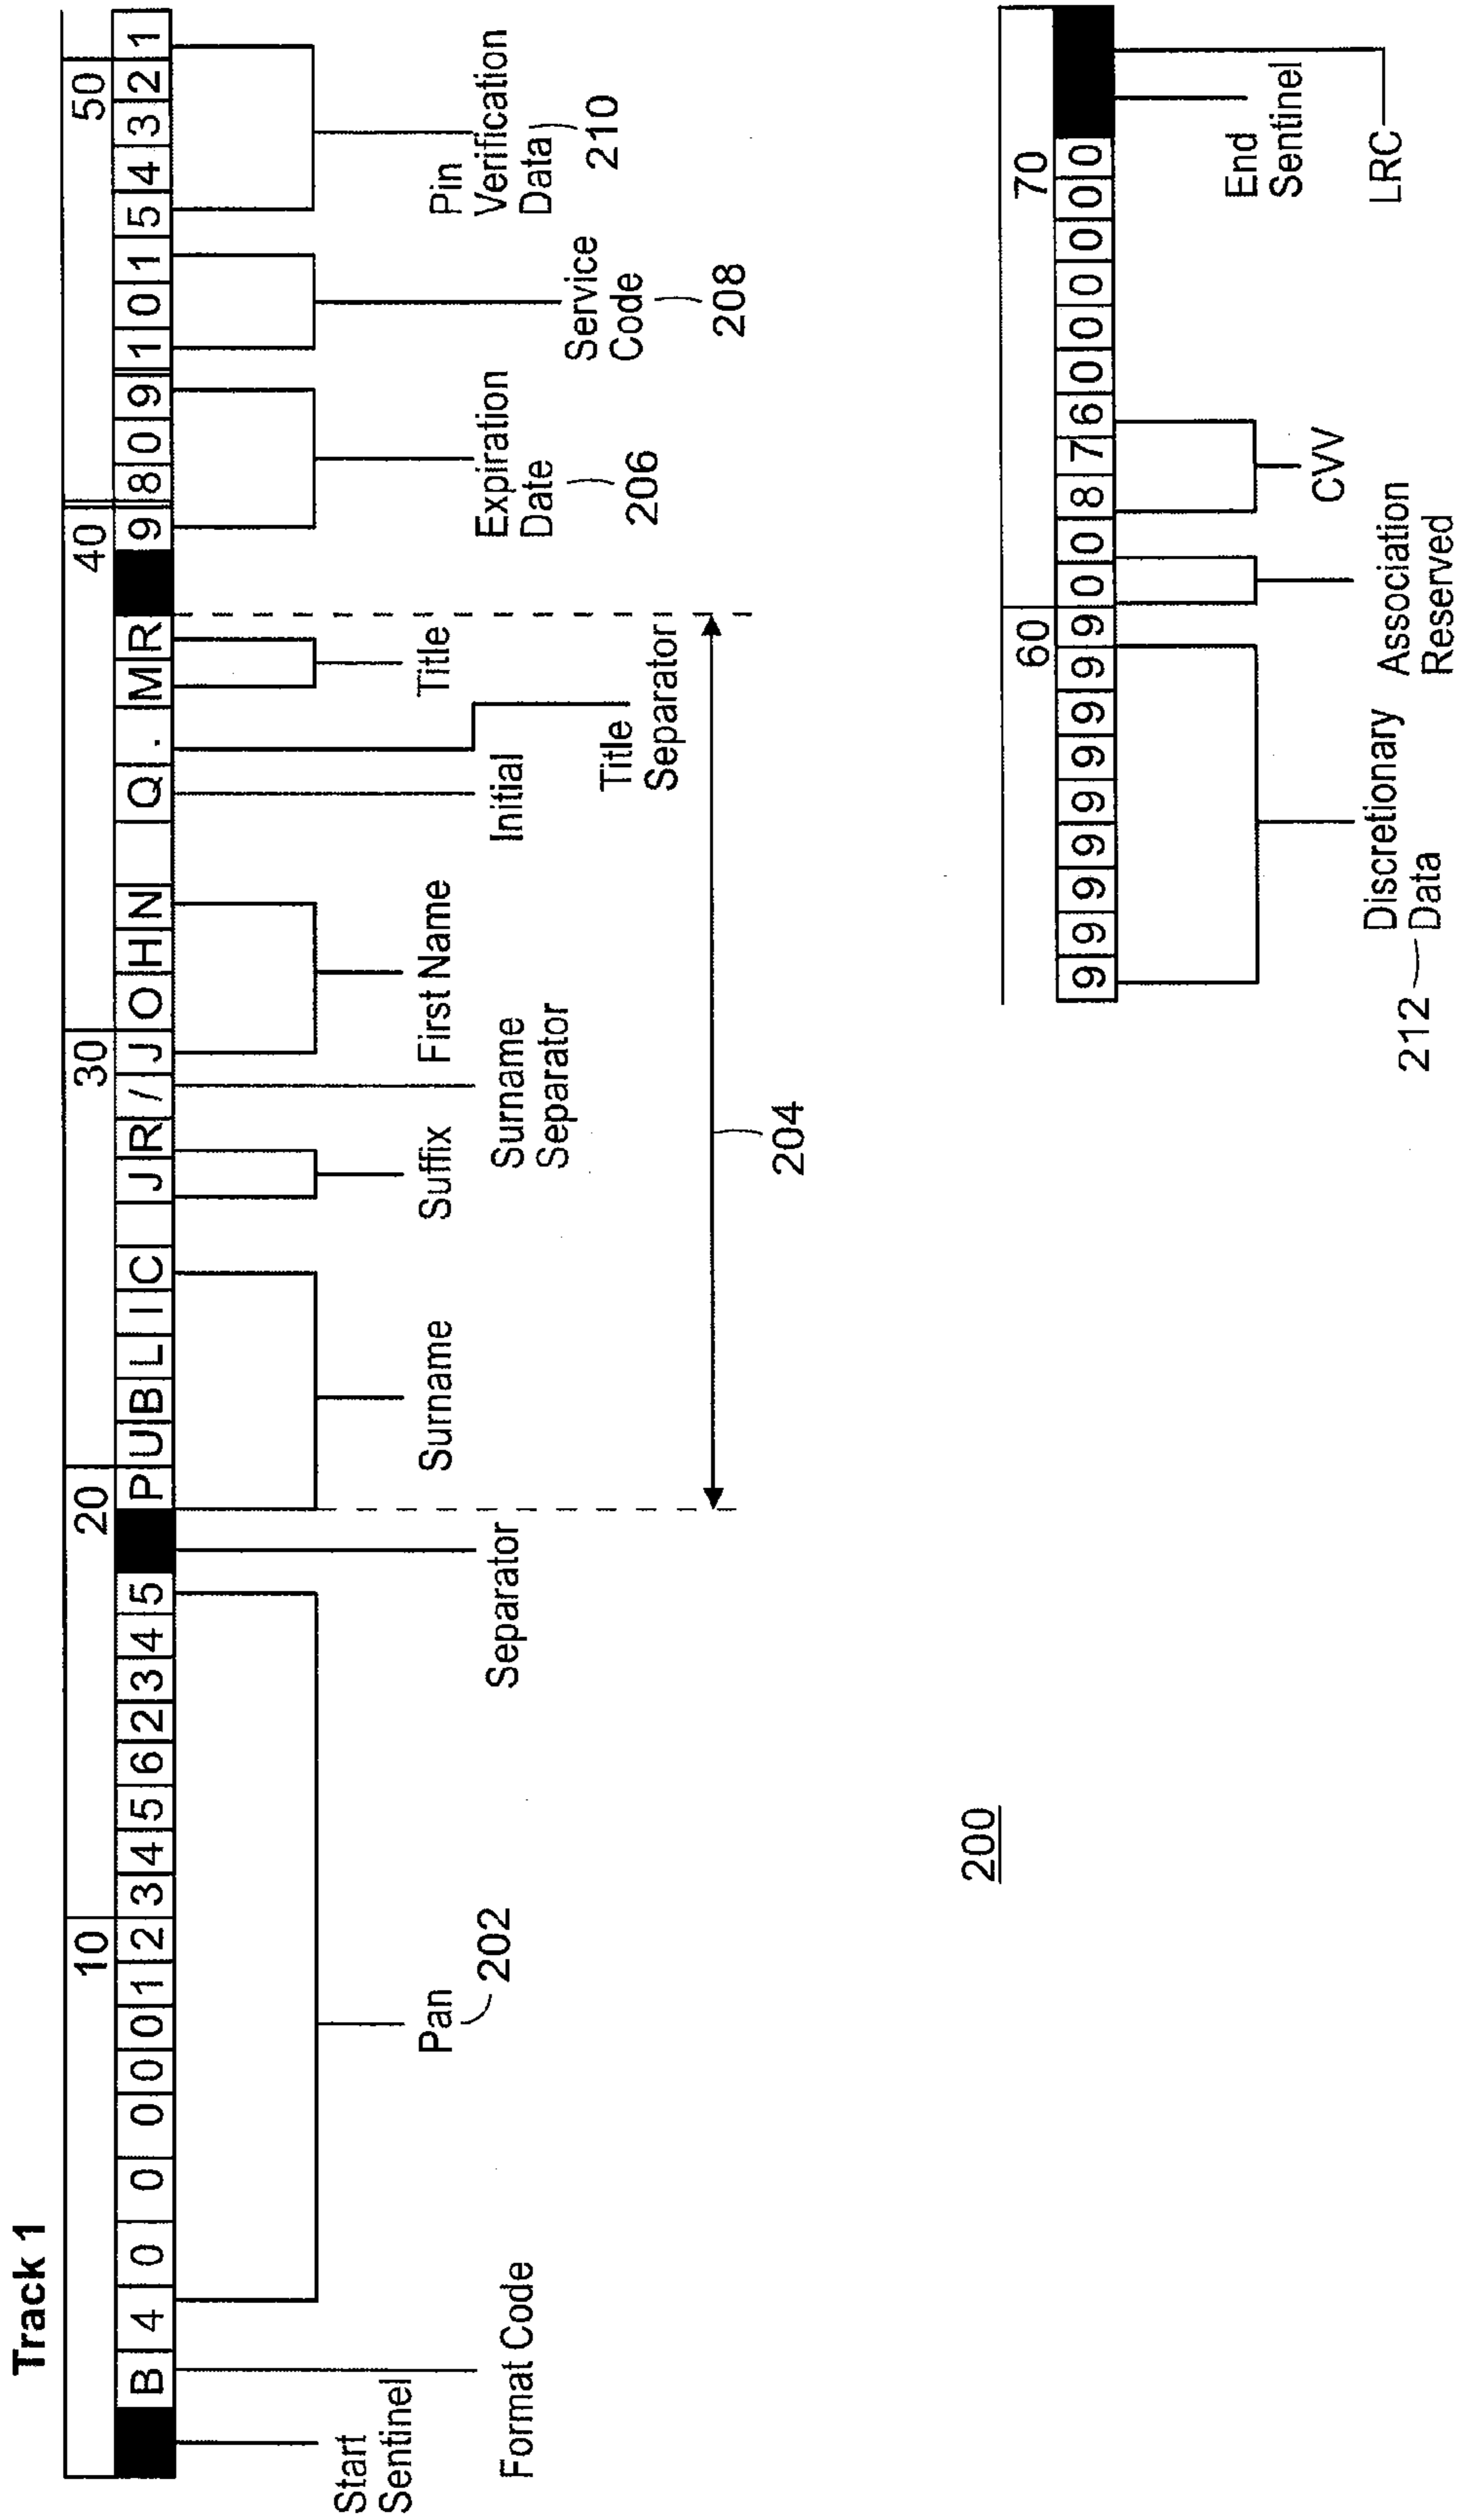 Track 1
10 20 30 40 50
B 4 0 0 0 0 0 1 2 3 4 5 6 2 3 4 5 P U B L I C J R / J O H N Q . M R 9 8 0 9 1 0 1 5 4 3 2 1
Start
Sentinel
Format Code
Pan
202
Separator
Surname
Suffix
Surname
Separator
First Name
Initial
Title
Separator
Title
204
Expiration
Date
206
Service
Code
208
Pin
Verification
Data
210
200
60 70
9 9 9 9 9 9 9 9 9 0 0 8 7 6 0 0 0 0 0 0
212
Discretionary
Data
Association
Reserved
CVV
End
Sentinel
LRC